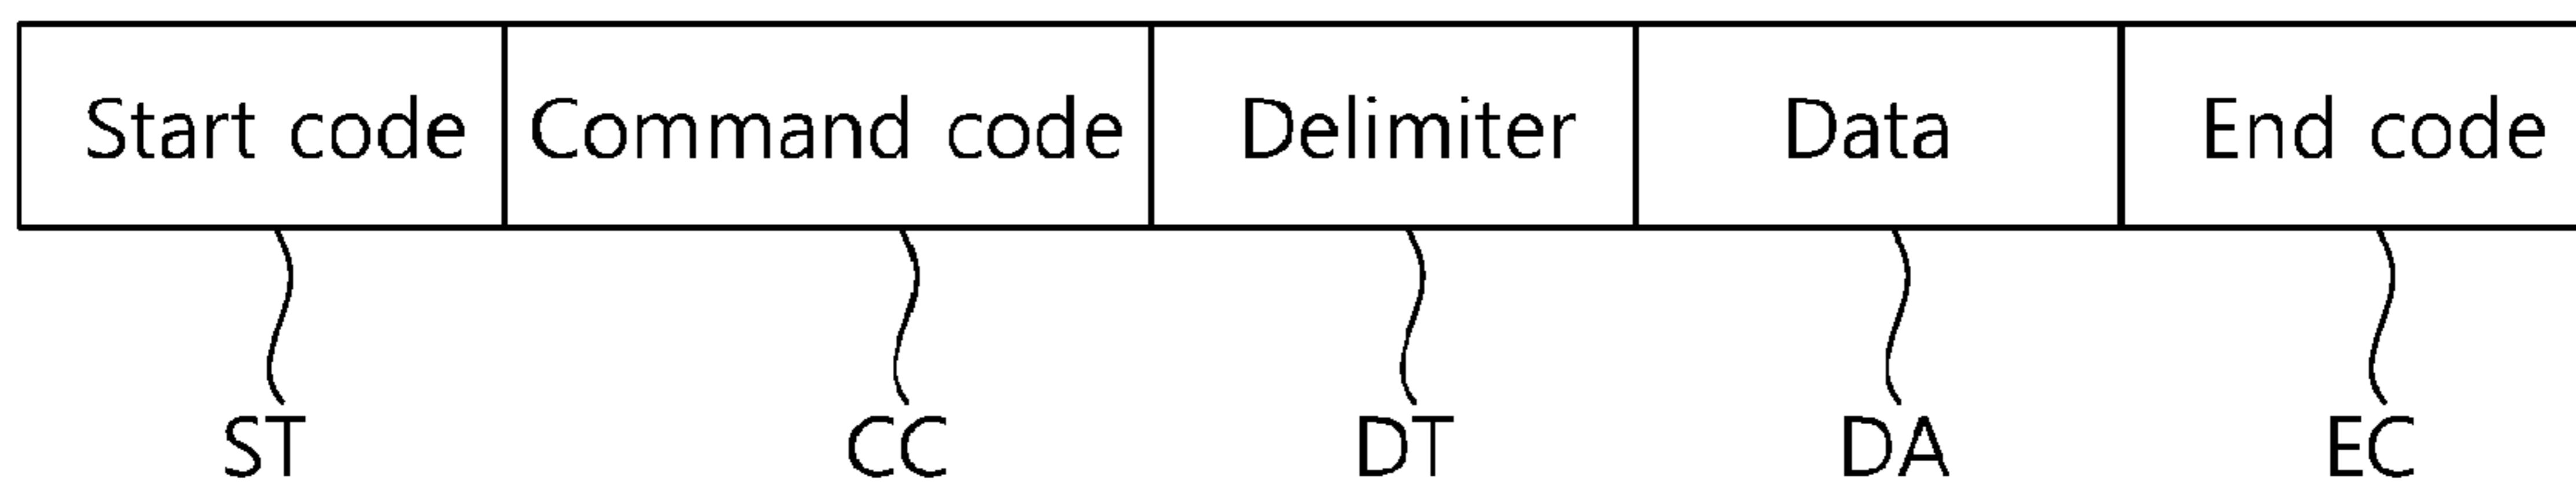 Start code Command code Delimiter Data End code
ST CC DT DA EC